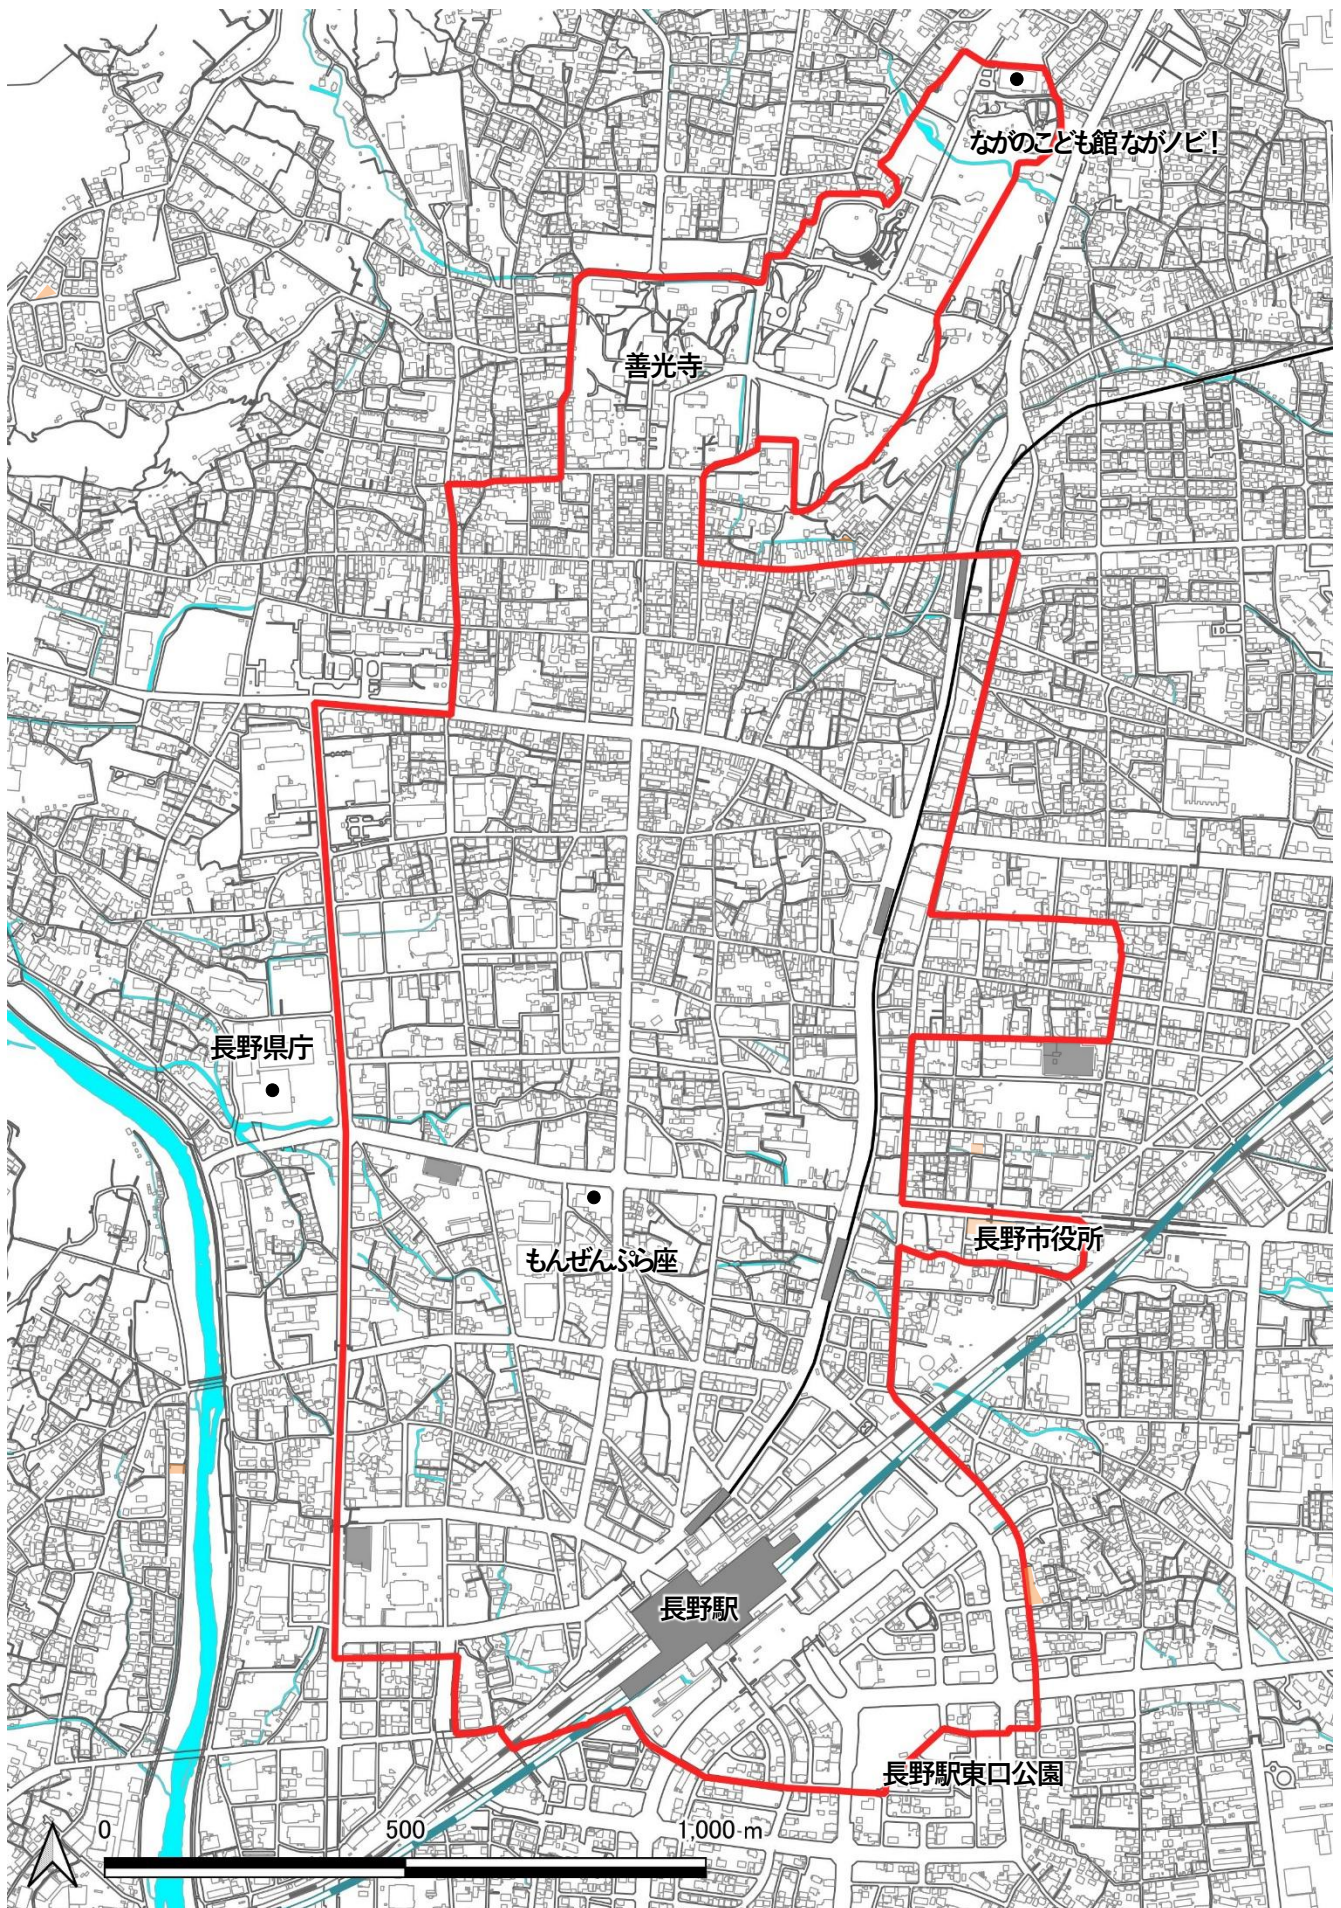 ながのこども館 ながノビ！
善光寺
長野県庁
もんぜんぷら座
長野市役所
長野駅
長野駅東口公園
0 500 1,000 m